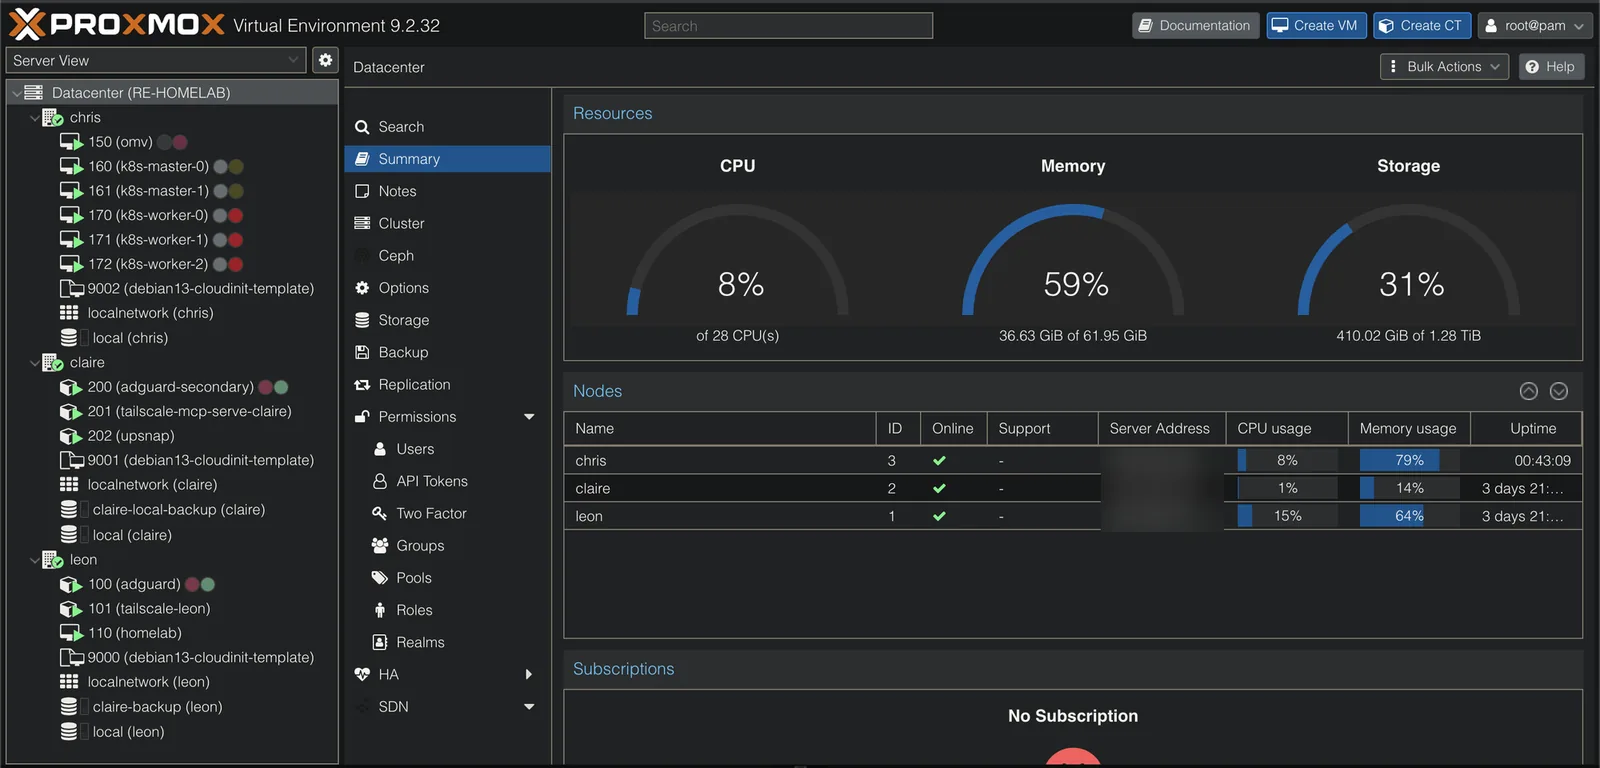 PROXMOX Virtual Environment 9.2.32
Search
Documentation
Create VM
Create CT
root@pam
Server View
Datacenter (RE-HOMELAB)
chris
150 (omv)
160 (k8s-master-0)
161 (k8s-master-1)
170 (k8s-worker-0)
171 (k8s-worker-1)
172 (k8s-worker-2)
9002 (debian13-cloudinit-template)
localnetwork (chris)
local (chris)
claire
200 (adguard-secondary)
201 (tailscale-mcp-serve-claire)
202 (upsnap)
9001 (debian13-cloudinit-template)
localnetwork (claire)
claire-local-backup (claire)
local (claire)
leon
100 (adguard)
101 (tailscale-leon)
110 (homelab)
9000 (debian13-cloudinit-template)
localnetwork (leon)
claire-backup (leon)
local (leon)
Datacenter
Bulk Actions
Help
Search
Summary
Notes
Cluster
Ceph
Options
Storage
Backup
Replication
Permissions
Users
API Tokens
Two Factor
Groups
Pools
Roles
Realms
HA
SDN
Resources
CPU
8%
of 28 CPU(s)
Memory
59%
36.63 GiB of 61.95 GiB
Storage
31%
410.02 GiB of 1.28 TiB
Nodes
Name ID Online Support Server Address CPU usage Memory usage Uptime
chris 3 - 8% 79% 00:43:09
claire 2 - 1% 14% 3 days 21:...
leon 1 - 15% 64% 3 days 21:...
Subscriptions
No Subscription